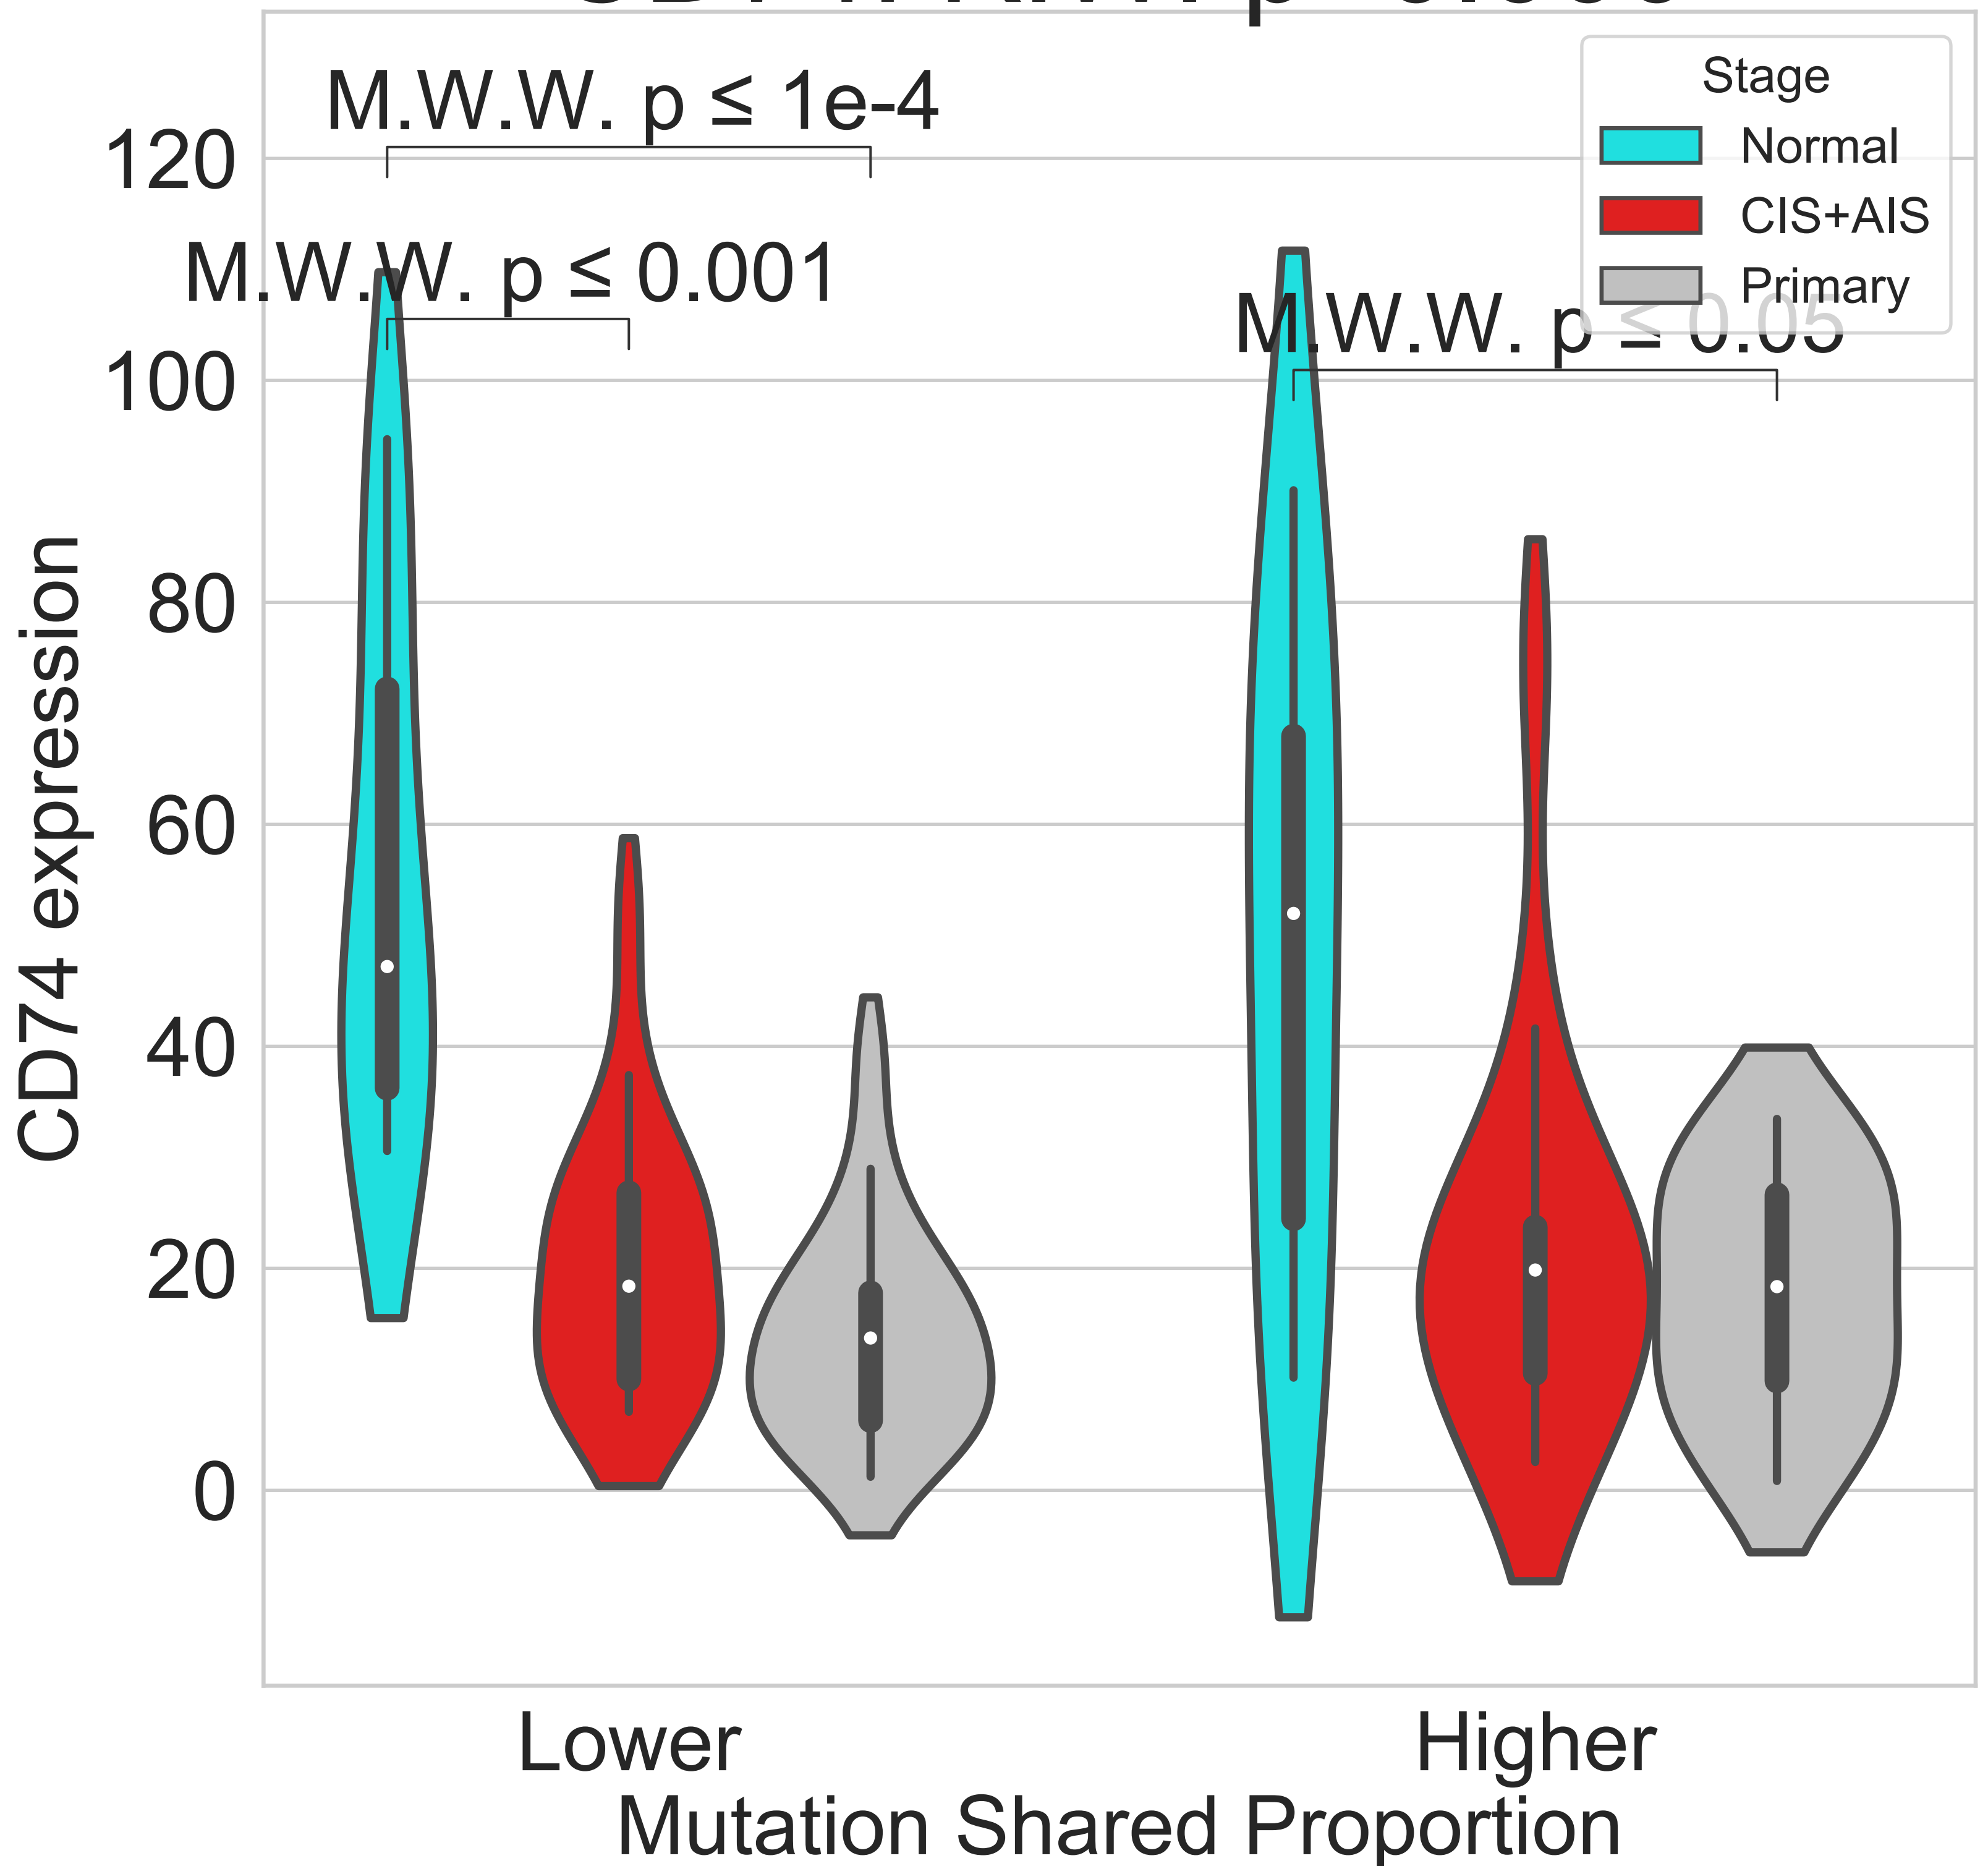 M.W.W. p ≤ 1e-4
M.W.W. p ≤ 0.001
M.W.W. p ≤ 0.05
Stage
Normal
CIS+AIS
Primary
120
100
80
60
40
20
0
CD74 expression
Lower
Higher
Mutation Shared Proportion